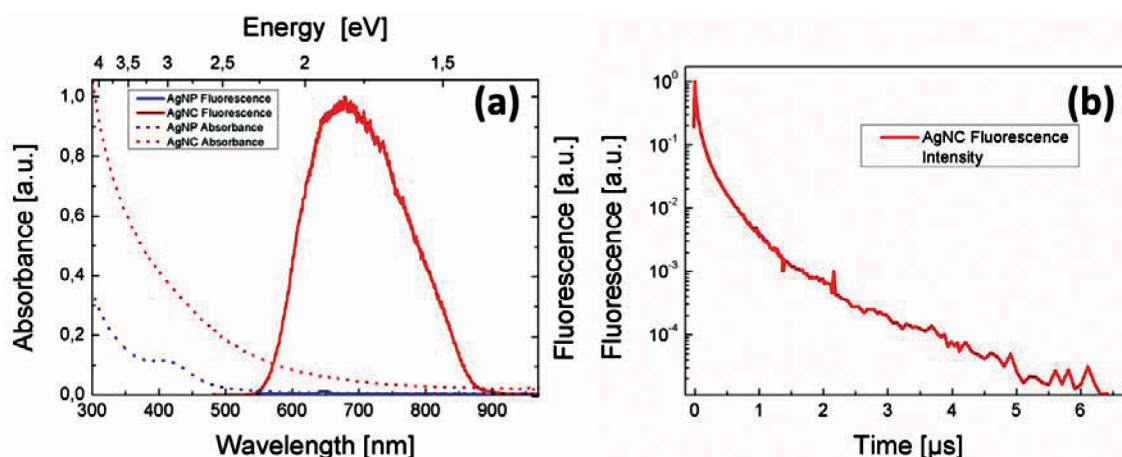 Energy [eV]
4 3,5 3 2,5 2 1,5
(a)
AgNP Fluorescence
AgNC Fluorescence
AgNP Absorbance
AgNC Absorbance
1,0
0,8
0,6
0,4
0,2
0,0
Absorbance [a.u.]
Fluorescence [a.u.]
300 400 500 600 700 800 900
Wavelength [nm]
(b)
AgNC Fluorescence
Intensity
10⁰
10⁻¹
10⁻²
10⁻³
10⁻⁴
Fluorescence [a.u.]
0 1 2 3 4 5 6
Time [µs]